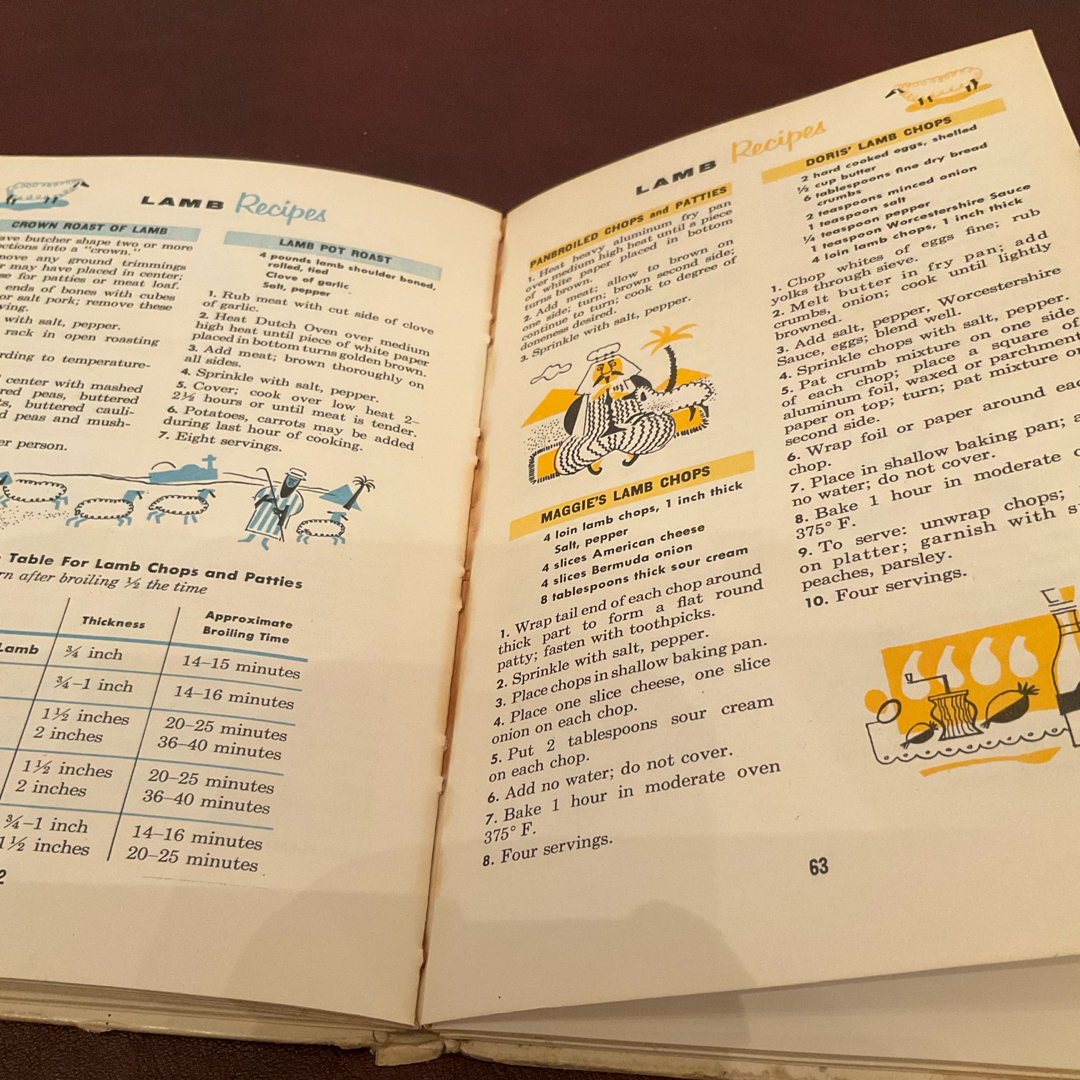 LAMB Recipes
CROWN ROAST OF LAMB
ave butcher shape two or more
ections into a "crown."
move any ground trimmings
r may have placed in center;
se for patties or meat loaf.
ends of bones with cubes
or salt pork; remove these
ving.
with salt, pepper.
rack in open roasting
rding to temperature-
center with mashed
red peas, buttered
ts, buttered cauli-
d peas and mush-
er person.
LAMB POT ROAST
4 pounds lamb shoulder boned,
rolled, tied
Clove of garlic
Salt, pepper
1. Rub meat with cut side of clove
of garlic.
2. Heat Dutch Oven over medium
high heat until piece of white paper
placed in bottom turns golden brown.
3. Add meat; brown thoroughly on
all sides.
4. Sprinkle with salt, pepper.
5. Cover; cook over low heat 2–
2½ hours or until meat is tender.
6. Potatoes, carrots may be added
during last hour of cooking.
7. Eight servings.
Table For Lamb Chops and Patties
rn after broiling ½ the time
Thickness
Approximate
Broiling Time
Lamb
¾ inch
14–15 minutes
¾–1 inch
14–16 minutes
1½ inches
20–25 minutes
2 inches
36–40 minutes
1½ inches
20–25 minutes
2 inches
36–40 minutes
¾–1 inch
14–16 minutes
1½ inches
20–25 minutes
2
LAMB Recipes
PANBROILED CHOPS and PATTIES
1. Heat heavy aluminum fry pan
over medium high heat until a piece
of white paper placed in bottom
turns brown.
2. Add meat; allow to brown on
one side; turn; brown second side;
continue to turn; cook to degree of
doneness desired.
3. Sprinkle with salt, pepper.
MAGGIE'S LAMB CHOPS
4 loin lamb chops, 1 inch thick
Salt, pepper
4 slices American cheese
4 slices Bermuda onion
8 tablespoons thick sour cream
1. Wrap tail end of each chop around
thick part to form a flat round
patty; fasten with toothpicks.
2. Sprinkle with salt, pepper.
3. Place chops in shallow baking pan.
4. Place one slice cheese, one slice
onion on each chop.
5. Put 2 tablespoons sour cream
on each chop.
6. Add no water; do not cover.
7. Bake 1 hour in moderate oven
375° F.
8. Four servings.
DORIS' LAMB CHOPS
2 hard cooked eggs, shelled
⅓ cup butter
6 tablespoons fine dry bread
crumbs
2 teaspoons minced onion
1 teaspoon salt
¼ teaspoon pepper
1 teaspoon Worcestershire Sauce
4 loin lamb chops, 1 inch thick
1. Chop whites of eggs fine; rub
yolks through sieve.
2. Melt butter in fry pan; add
crumbs, onion; cook until lightly
browned.
3. Add salt, pepper, Worcestershire
Sauce, eggs; blend well.
4. Sprinkle chops with salt, pepper.
5. Pat crumb mixture on one side
of each chop; place a square of
aluminum foil, waxed or parchment
paper on top; turn; pat mixture on
second side.
6. Wrap foil or paper around eac
chop.
7. Place in shallow baking pan; a
no water; do not cover.
8. Bake 1 hour in moderate o
375° F.
9. To serve: unwrap chops;
on platter; garnish with s
peaches, parsley.
10. Four servings.
63